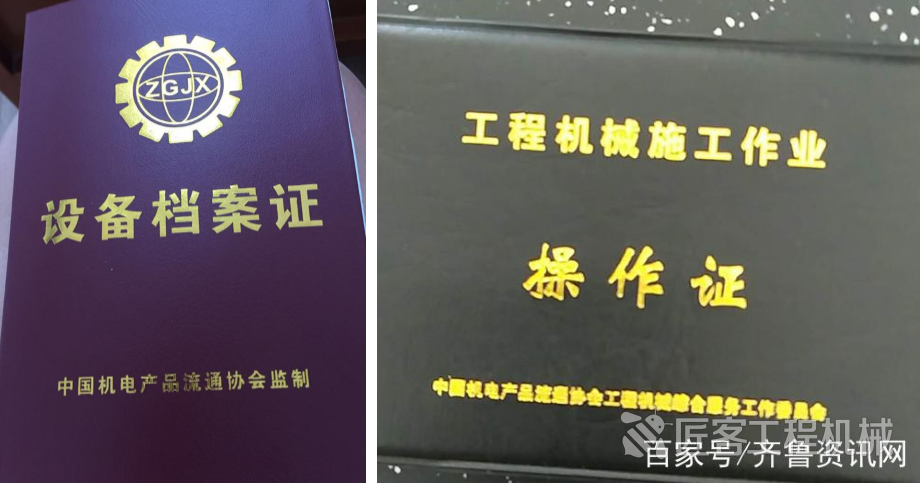 ZGJX
设备档案证
中国机电产品流通协会监制
工程机械施工作业
操作证
中国机电产品流通协会工程机械综合服务工作委员会
匠客工程机械
百家号/齐鲁资讯网